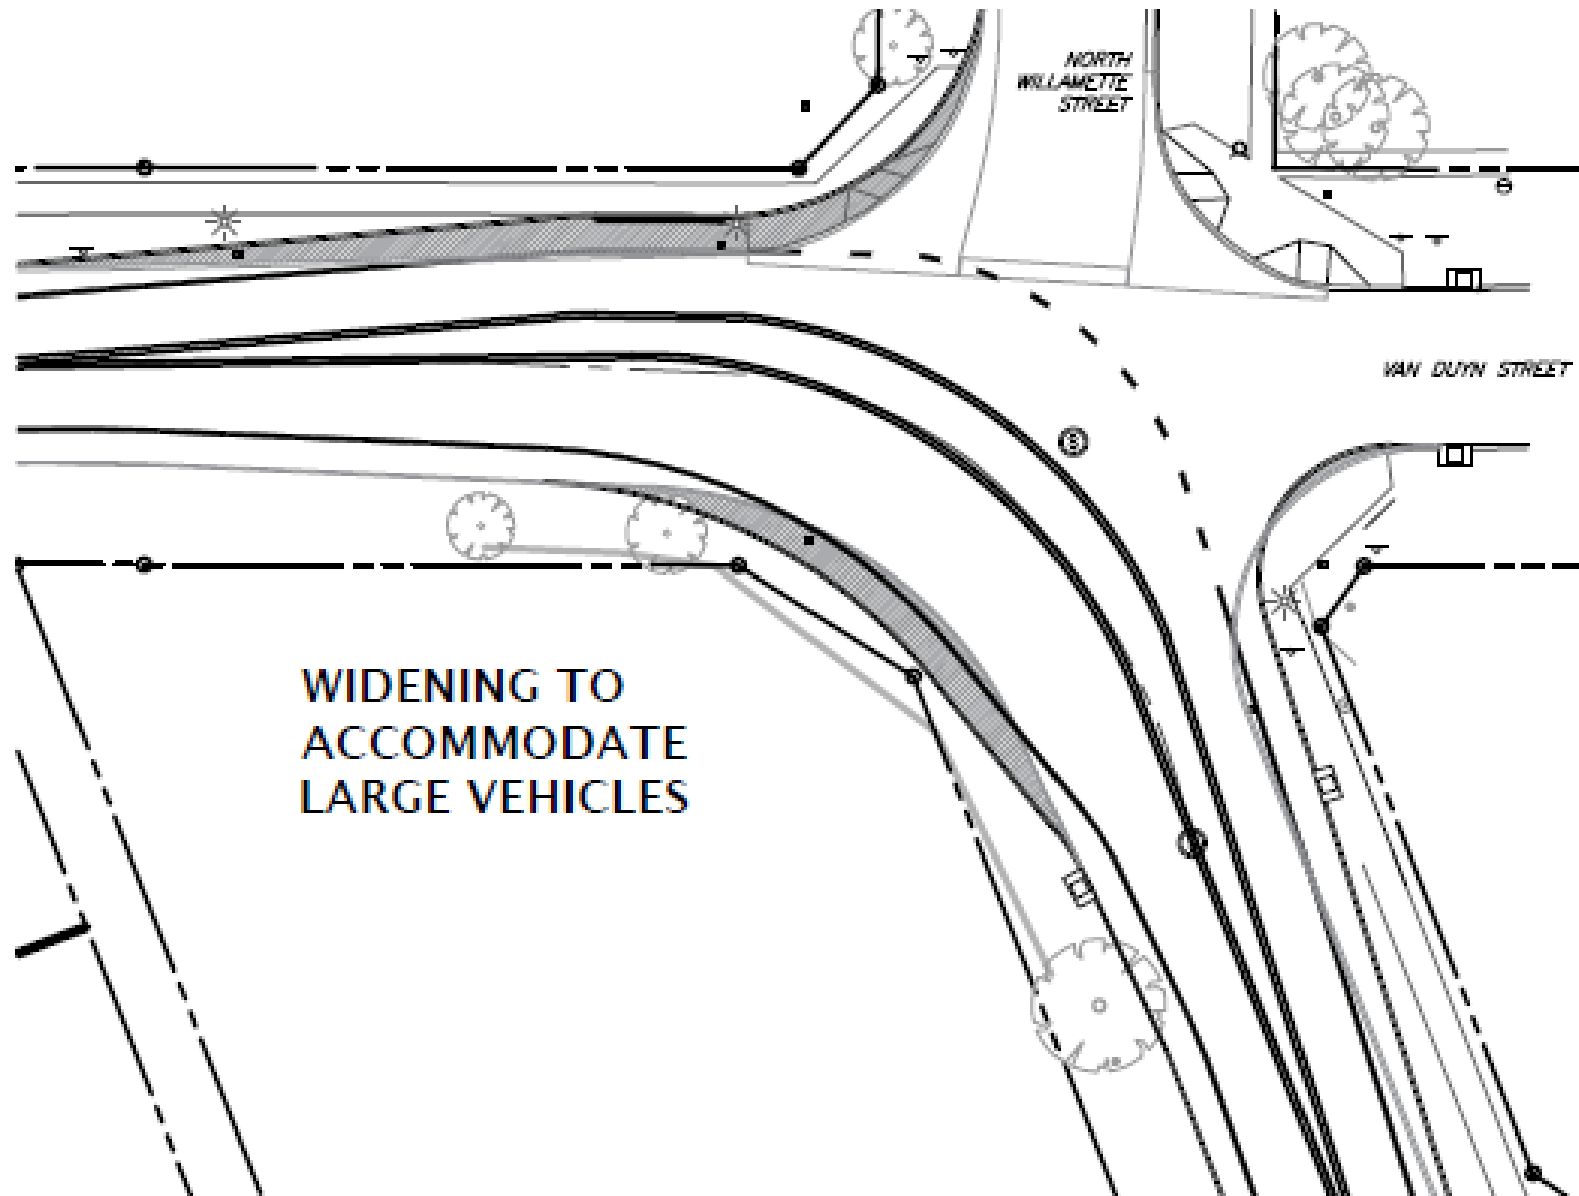 NORTH
WILLAMETTE
STREET
VAN DUYN STREET
S
WIDENING TO
ACCOMMODATE
LARGE VEHICLES